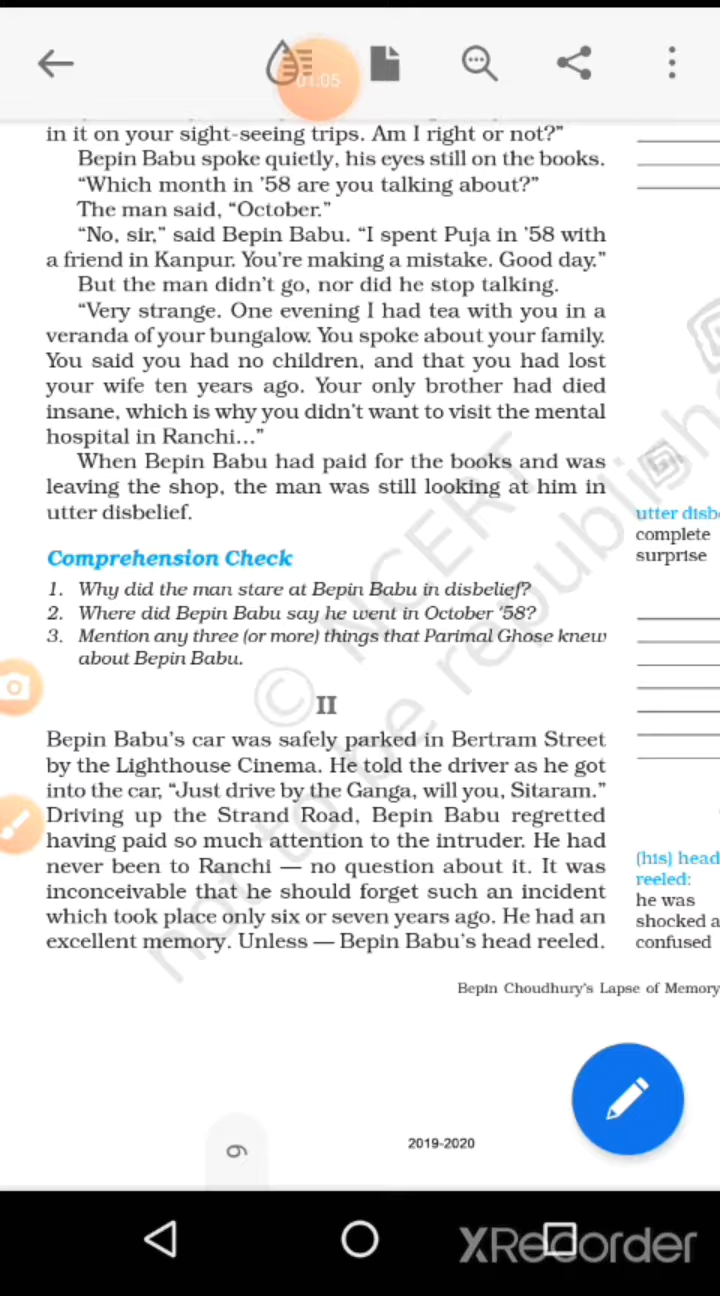 01:05
in it on your sight-seeing trips. Am I right or not?"
Bepin Babu spoke quietly, his eyes still on the books.
"Which month in '58 are you talking about?"
The man said, "October."
"No, sir," said Bepin Babu. "I spent Puja in '58 with
a friend in Kanpur. You're making a mistake. Good day."
But the man didn't go, nor did he stop talking.
"Very strange. One evening I had tea with you in a
veranda of your bungalow. You spoke about your family.
You said you had no children, and that you had lost
your wife ten years ago. Your only brother had died
insane, which is why you didn't want to visit the mental
hospital in Ranchi..."
When Bepin Babu had paid for the books and was
leaving the shop, the man was still looking at him in
utter disbelief.
utter disb
complete
surprise
Comprehension Check
1. Why did the man stare at Bepin Babu in disbelief?
2. Where did Bepin Babu say he went in October '58?
3. Mention any three (or more) things that Parimal Ghose knew
about Bepin Babu.
II
Bepin Babu's car was safely parked in Bertram Street
by the Lighthouse Cinema. He told the driver as he got
into the car, "Just drive by the Ganga, will you, Sitaram."
Driving up the Strand Road, Bepin Babu regretted
having paid so much attention to the intruder. He had
never been to Ranchi — no question about it. It was
inconceivable that he should forget such an incident
which took place only six or seven years ago. He had an
excellent memory. Unless — Bepin Babu's head reeled.
(his) head
reeled:
he was
shocked a
confused
Bepin Choudhury's Lapse of Memory
2019-2020
9
© NCERT
not to be republished
XRecorder